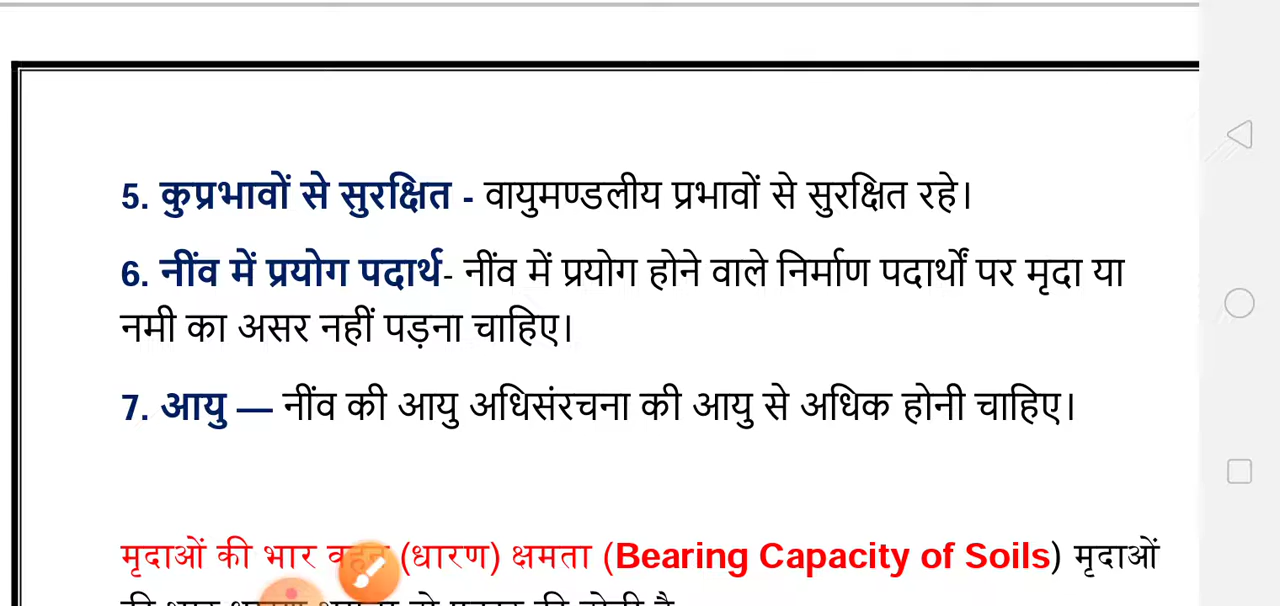 5. कुप्रभावों से सुरक्षित - वायुमण्डलीय प्रभावों से सुरक्षित रहे।
6. नींव में प्रयोग पदार्थ- नींव में प्रयोग होने वाले निर्माण पदार्थों पर मृदा या
नमी का असर नहीं पड़ना चाहिए।
7. आयु — नींव की आयु अधिसंरचना की आयु से अधिक होनी चाहिए।
मृदाओं की भार वहन (धारण) क्षमता (Bearing Capacity of Soils) मृदाओं